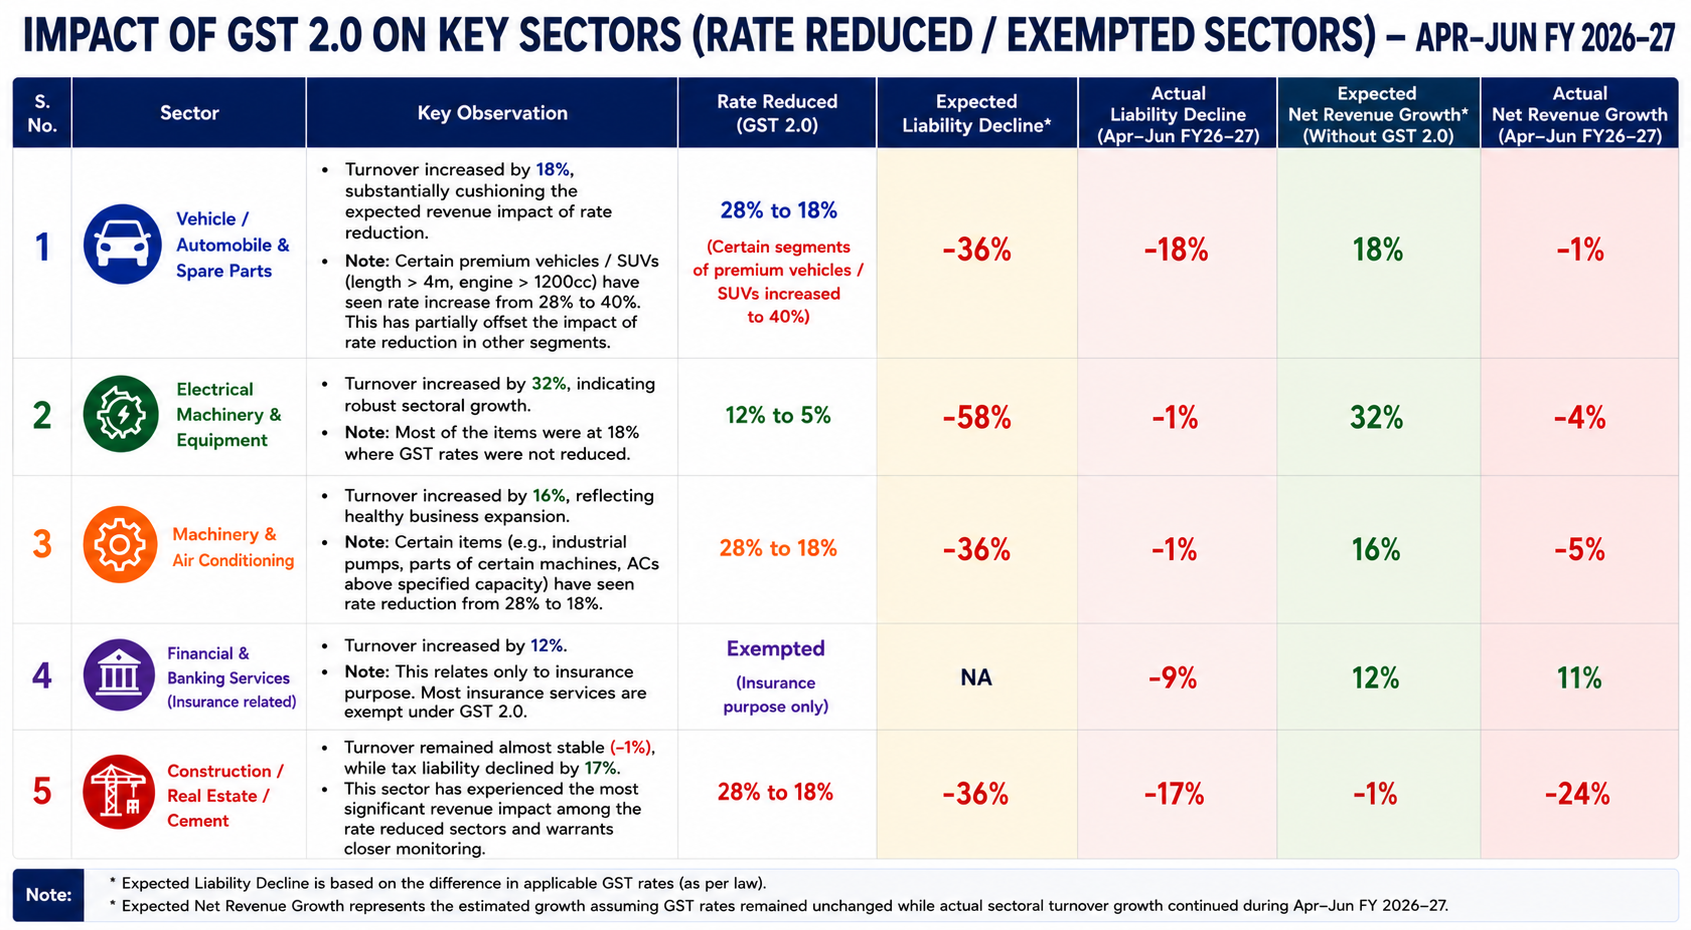 IMPACT OF GST 2.0 ON KEY SECTORS (RATE REDUCED / EXEMPTED SECTORS) – APR–JUN FY 2026–27
S.
No.
Sector
Key Observation
Rate Reduced
(GST 2.0)
Expected
Liability Decline*
Actual
Liability Decline
(Apr–Jun FY26–27)
Expected
Net Revenue Growth*
(Without GST 2.0)
Actual
Net Revenue Growth
(Apr–Jun FY26–27)
1
Vehicle /
Automobile &
Spare Parts
• Turnover increased by 18%,
substantially cushioning the
expected revenue impact of rate
reduction.
• Note: Certain premium vehicles / SUVs
(length > 4m, engine > 1200cc) have
seen rate increase from 28% to 40%.
This has partially offset the impact of
rate reduction in other segments.
28% to 18%
(Certain segments
of premium vehicles /
SUVs increased
to 40%)
–36%
–18%
18%
–1%
2
Electrical
Machinery &
Equipment
• Turnover increased by 32%, indicating
robust sectoral growth.
• Note: Most of the items were at 18%
where GST rates were not reduced.
12% to 5%
–58%
–1%
32%
–4%
3
Machinery &
Air Conditioning
• Turnover increased by 16%, reflecting
healthy business expansion.
• Note: Certain items (e.g., industrial
pumps, parts of certain machines, ACs
above specified capacity) have seen
rate reduction from 28% to 18%.
28% to 18%
–36%
–1%
16%
–5%
4
Financial &
Banking Services
(Insurance related)
• Turnover increased by 12%.
• Note: This relates only to insurance
purpose. Most insurance services are
exempt under GST 2.0.
Exempted
(Insurance
purpose only)
NA
–9%
12%
11%
5
Construction /
Real Estate /
Cement
• Turnover remained almost stable (–1%),
while tax liability declined by 17%.
• This sector has experienced the most
significant revenue impact among the
rate reduced sectors and warrants
closer monitoring.
28% to 18%
–36%
–17%
–1%
–24%
Note:
* Expected Liability Decline is based on the difference in applicable GST rates (as per law).
* Expected Net Revenue Growth represents the estimated growth assuming GST rates remained unchanged while actual sectoral turnover growth continued during Apr–Jun FY 2026–27.